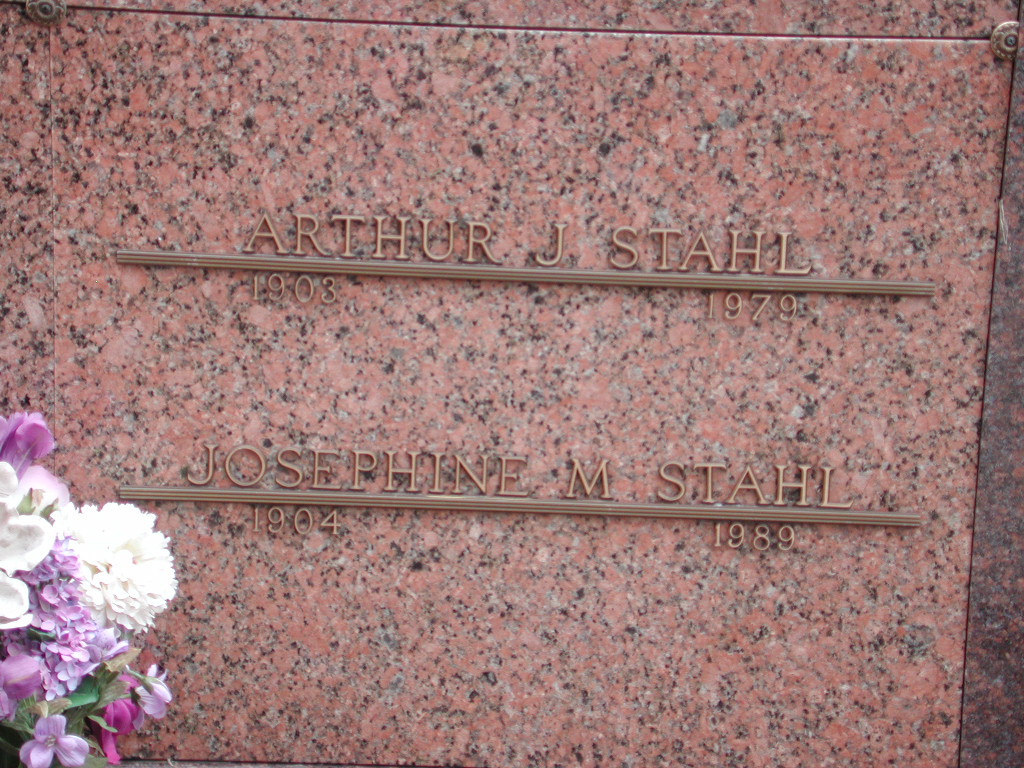 ARTHUR J STAHL
1903 1979
JOSEPHINE M STAHL
1904 1989